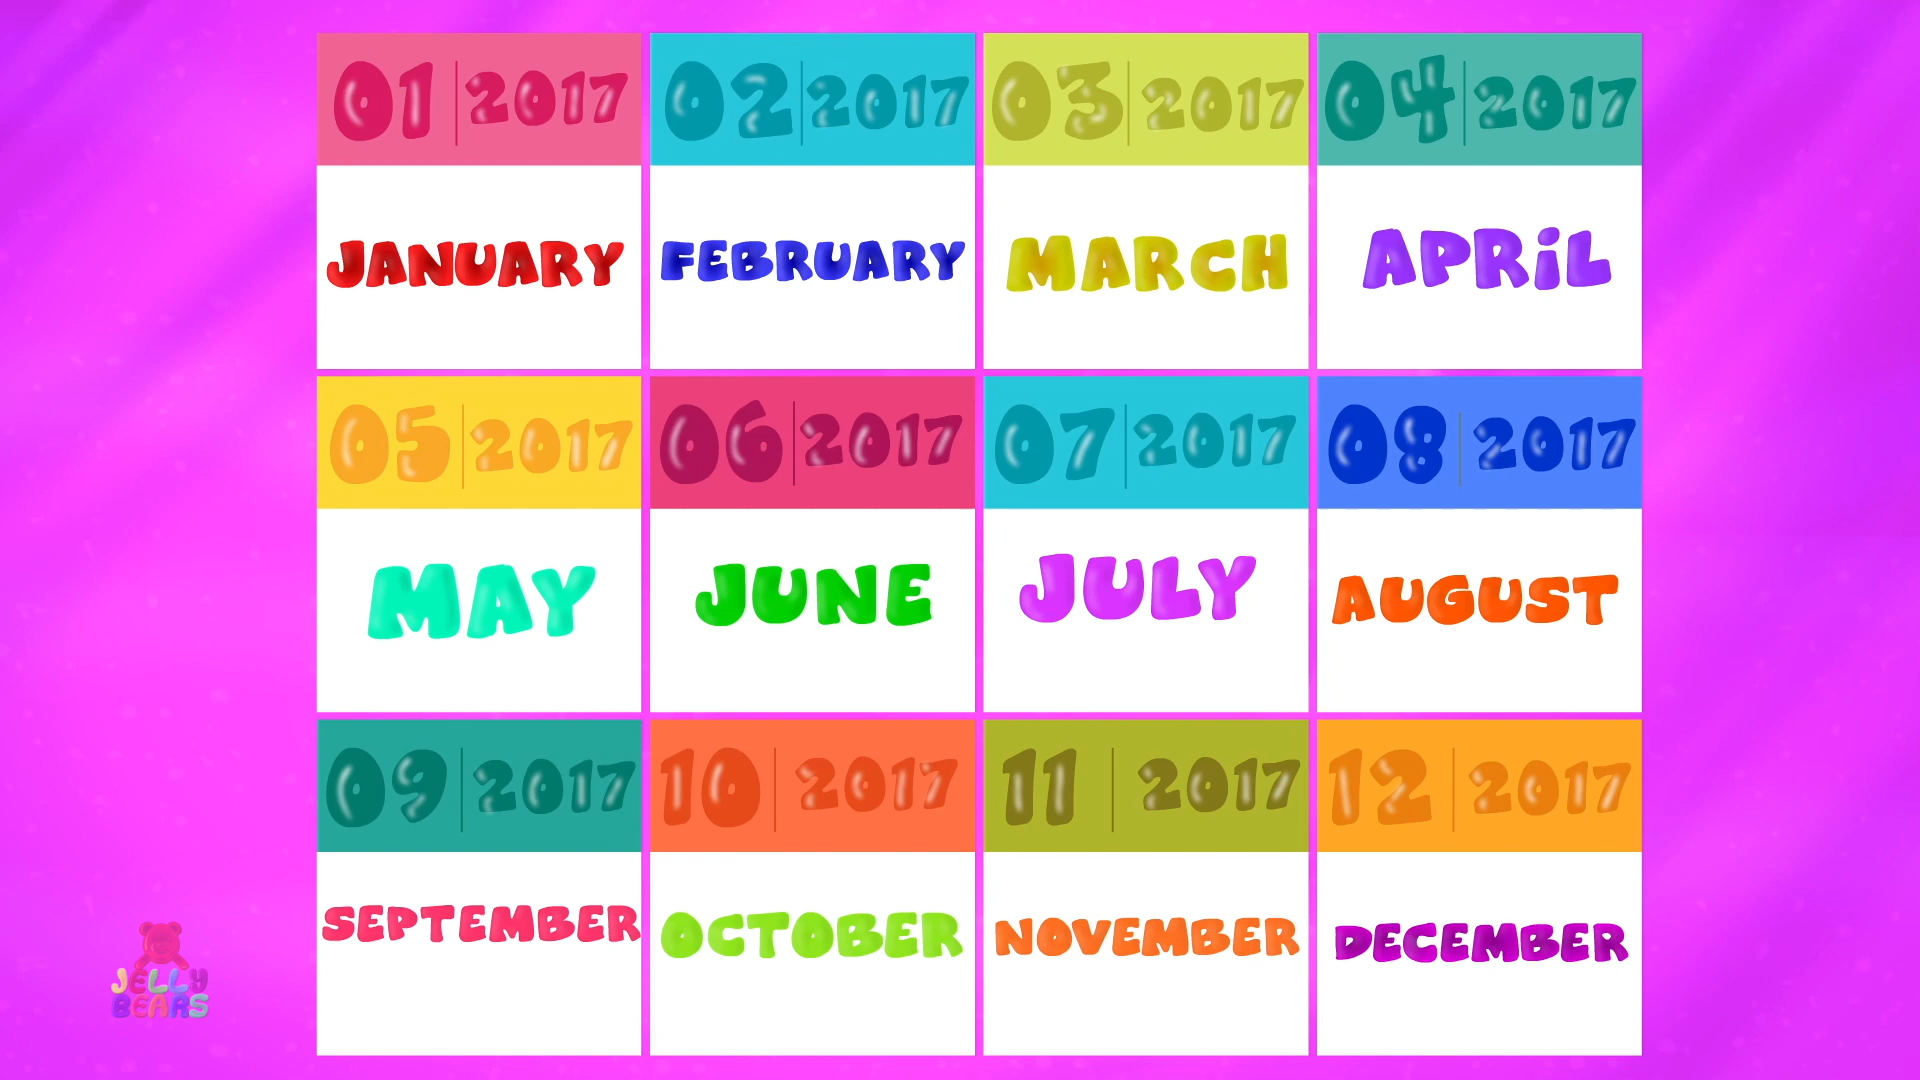 01 | 2017
JANUARY
02 | 2017
FEBRUARY
03 | 2017
MARCH
04 | 2017
APRiL
05 | 2017
MAY
06 | 2017
JUNE
07 | 2017
JULY
08 | 2017
AUGUST
09 | 2017
SEPTEMBER
10 | 2017
OCTOBER
11 | 2017
NOVEMBER
12 | 2017
DECEMBER
JELLY
BEARS